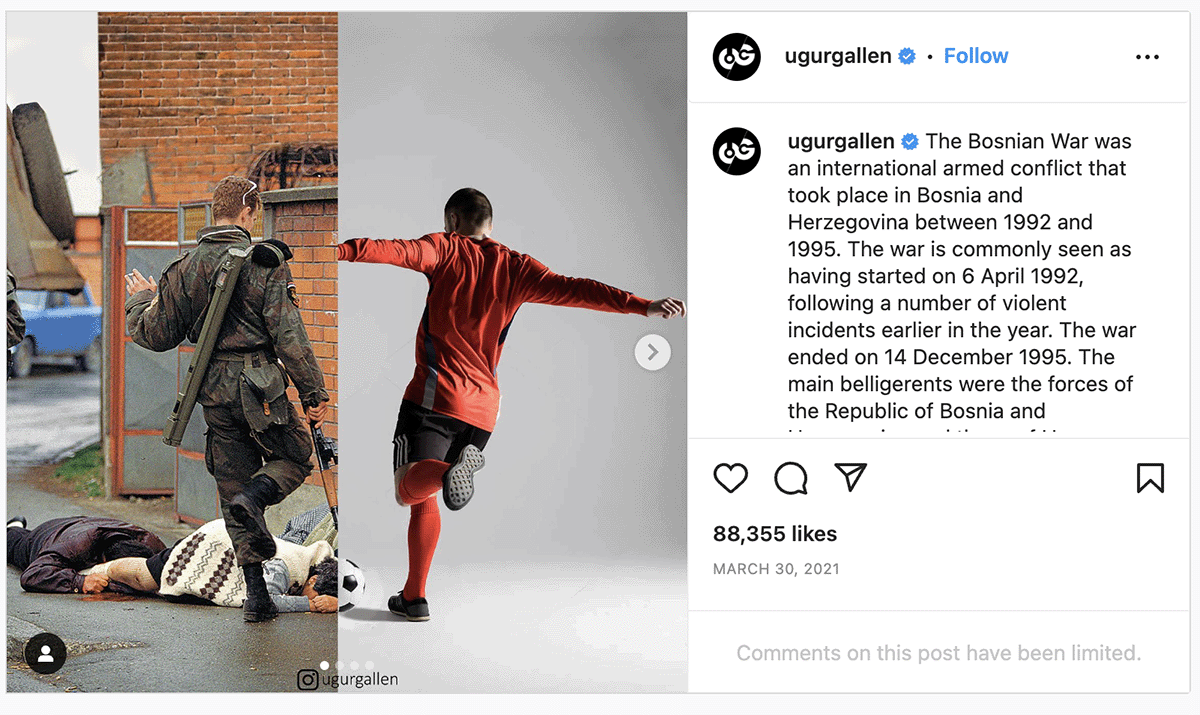 ugurgallen • Follow
ugurgallen The Bosnian War was
an international armed conflict that
took place in Bosnia and
Herzegovina between 1992 and
1995. The war is commonly seen as
having started on 6 April 1992,
following a number of violent
incidents earlier in the year. The war
ended on 14 December 1995. The
main belligerents were the forces of
the Republic of Bosnia and
88,355 likes
MARCH 30, 2021
Comments on this post have been limited.
ugurgallen